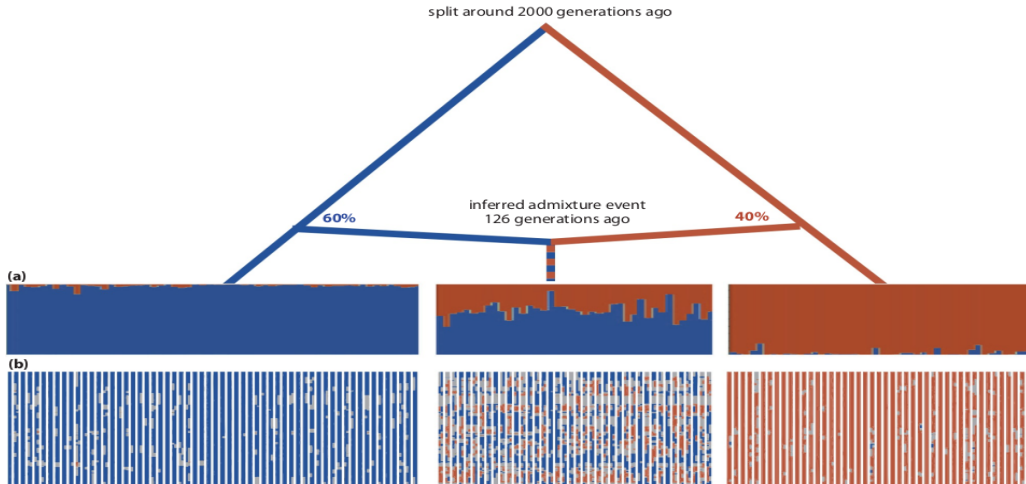 split around 2000 generations ago
inferred admixture event
60%
40%
126 generations ago
(a)
(b)